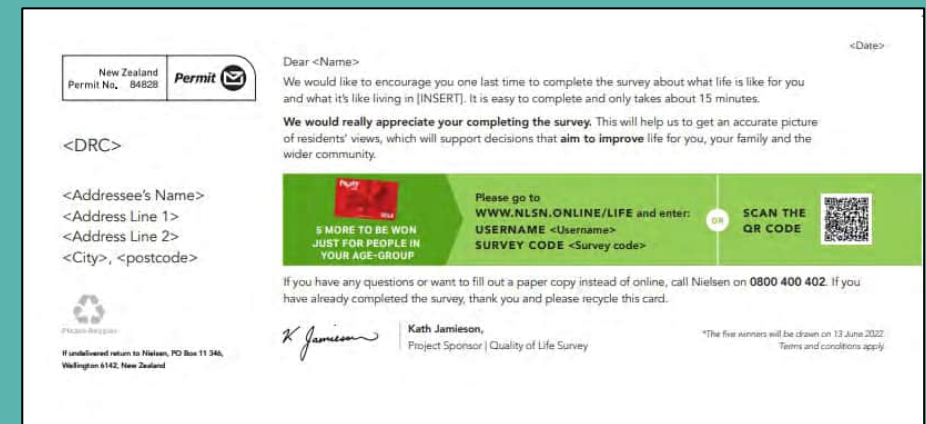 New Zealand
Permit No. 84828
Permit
<DRC>
<Addressee's Name>
<Address Line 1>
<Address Line 2>
<City>, <postcode>
Please Recycle
If undelivered return to Nielsen, PO Box 11 346,
Wellington 6142, New Zealand
<Date>
Dear <Name>
We would like to encourage you one last time to complete the survey about what life is like for you
and what it's like living in [INSERT]. It is easy to complete and only takes about 15 minutes.
We would really appreciate your completing the survey. This will help us to get an accurate picture
of residents' views, which will support decisions that aim to improve life for you, your family and the
wider community.
VISA
5 MORE TO BE WON
JUST FOR PEOPLE IN
YOUR AGE-GROUP
Please go to
WWW.NLSN.ONLINE/LIFE and enter:
USERNAME <Username>
SURVEY CODE <Survey code>
OR
SCAN THE
QR CODE
If you have any questions or want to fill out a paper copy instead of online, call Nielsen on 0800 400 402. If you
have already completed the survey, thank you and please recycle this card.
K Jamieson
Kath Jamieson,
Project Sponsor | Quality of Life Survey
*The five winners will be drawn on 13 June 2022.
Terms and conditions apply